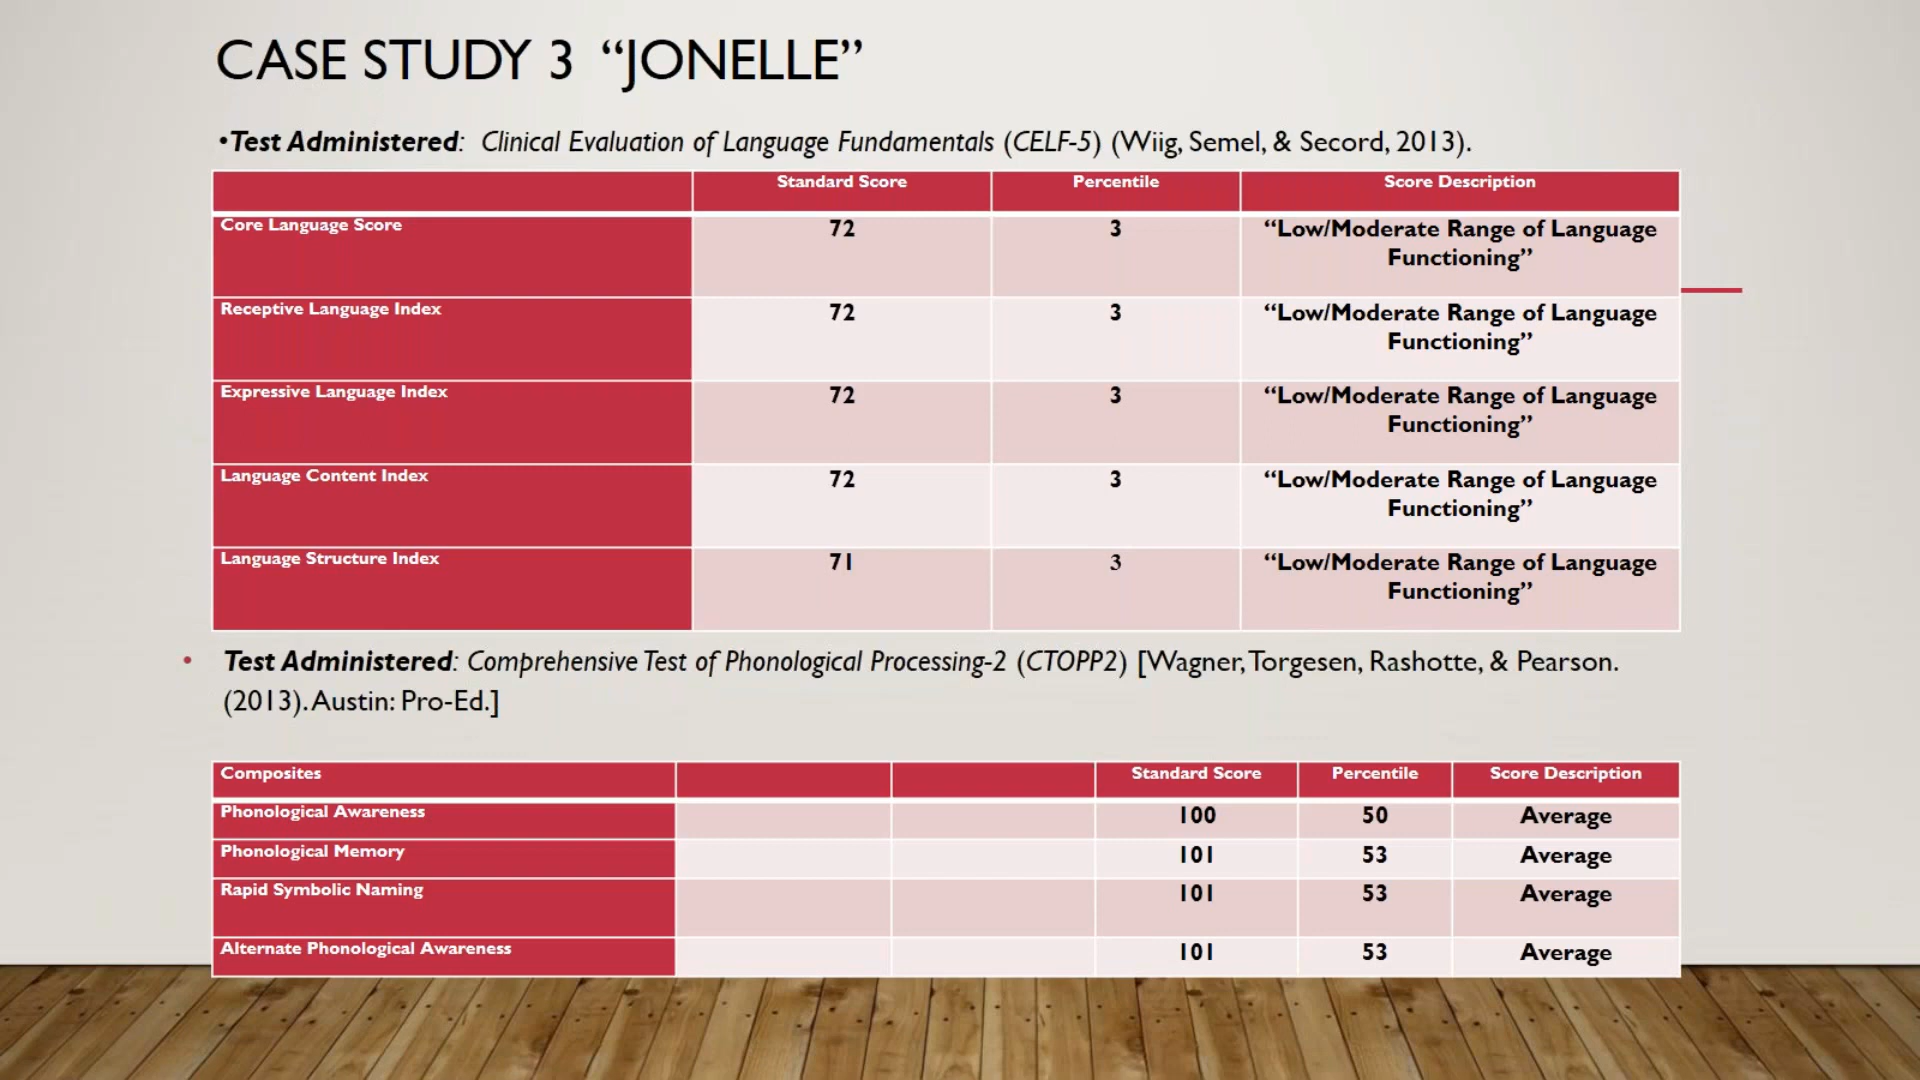 CASE STUDY 3 “JONELLE”
•Test Administered: Clinical Evaluation of Language Fundamentals (CELF-5) (Wiig, Semel, & Secord, 2013).
Standard Score Percentile Score Description
Core Language Score 72 3 “Low/Moderate Range of Language
Functioning”
Receptive Language Index 72 3 “Low/Moderate Range of Language
Functioning”
Expressive Language Index 72 3 “Low/Moderate Range of Language
Functioning”
Language Content Index 72 3 “Low/Moderate Range of Language
Functioning”
Language Structure Index 71 3 “Low/Moderate Range of Language
Functioning”
• Test Administered: Comprehensive Test of Phonological Processing-2 (CTOPP2) [Wagner, Torgesen, Rashotte, & Pearson.
(2013). Austin: Pro-Ed.]
Composites Standard Score Percentile Score Description
Phonological Awareness 100 50 Average
Phonological Memory 101 53 Average
Rapid Symbolic Naming 101 53 Average
Alternate Phonological Awareness 101 53 Average